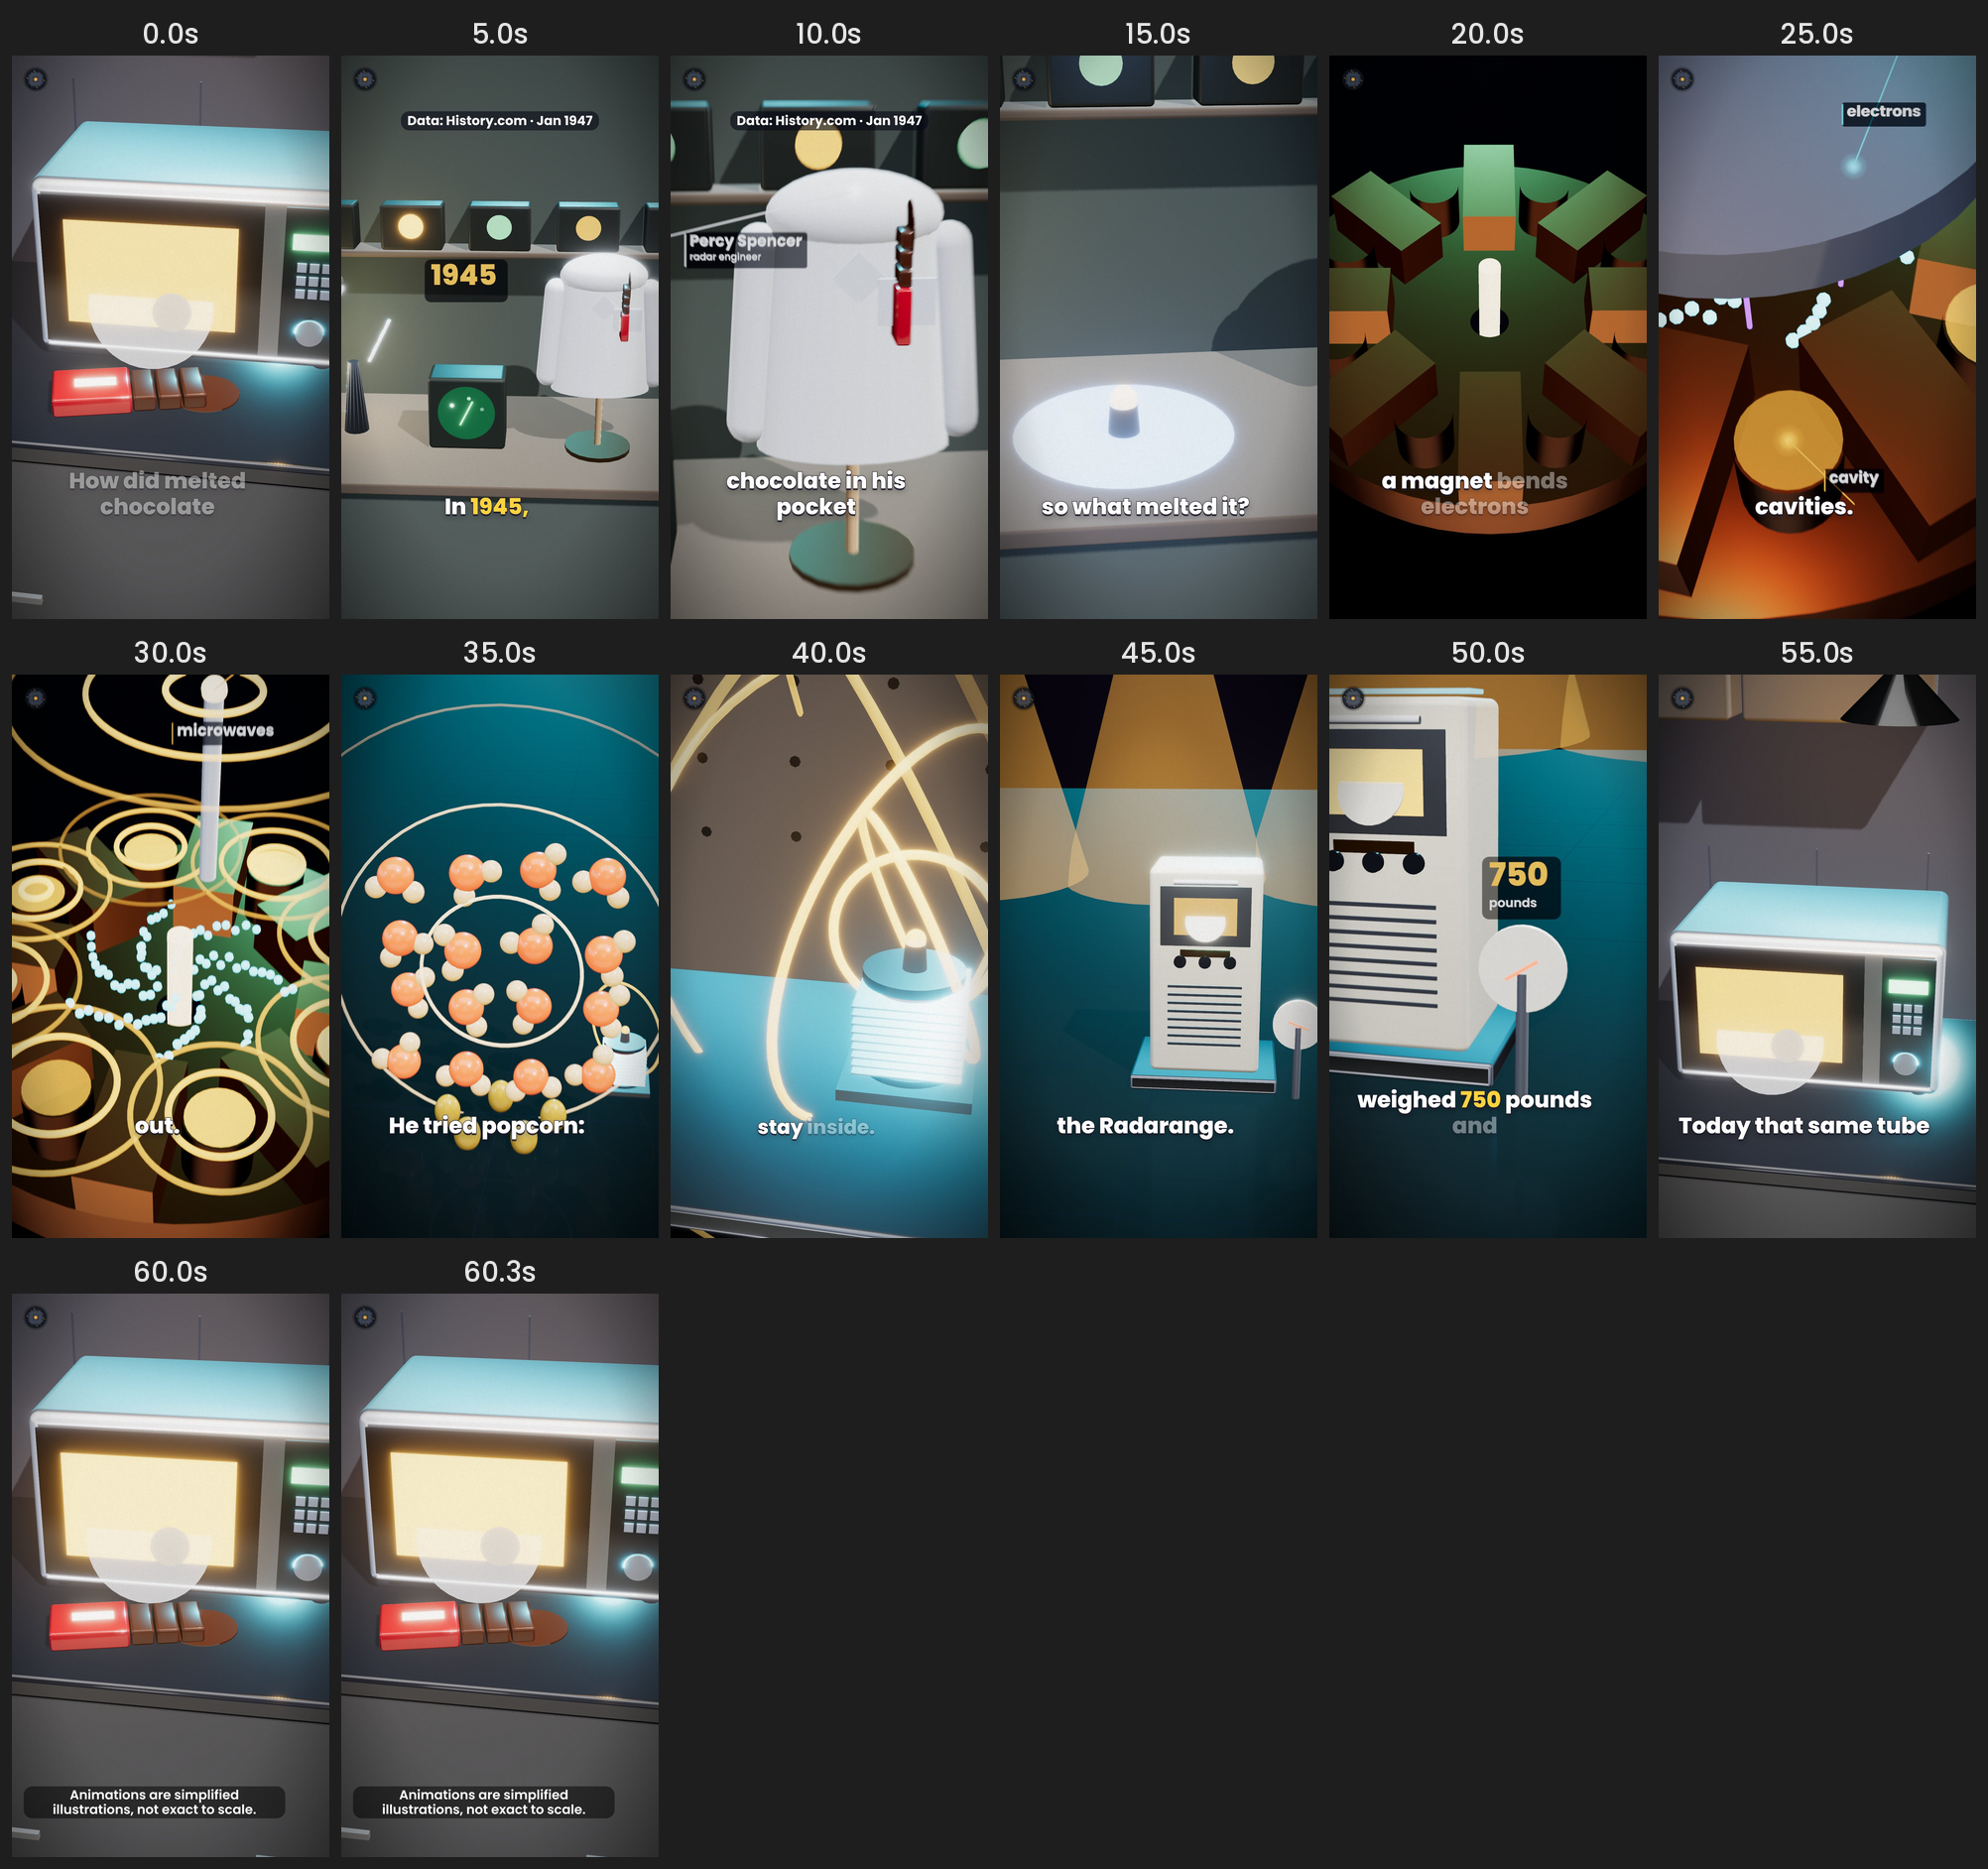 0.0s
5.0s
10.0s
15.0s
20.0s
25.0s
How did melted
chocolate
Data: History.com · Jan 1947
1945
In 1945,
Data: History.com · Jan 1947
Percy Spencer
radar engineer
chocolate in his
pocket
so what melted it?
a magnet bends
electrons
electrons
cavity
cavities.
30.0s
35.0s
40.0s
45.0s
50.0s
55.0s
microwaves
out.
He tried popcorn:
stay inside.
the Radarange.
750
pounds
weighed 750 pounds
and
Today that same tube
60.0s
60.3s
Animations are simplified
illustrations, not exact to scale.
Animations are simplified
illustrations, not exact to scale.